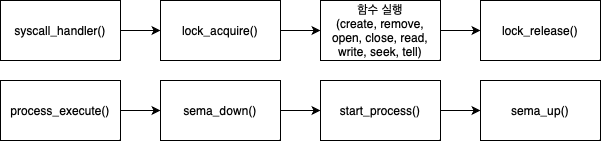 syscall_handler()
lock_acquire()
함수 실행
(create, remove,
open, close, read,
write, seek, tell)
lock_release()
process_execute()
sema_down()
start_process()
sema_up()